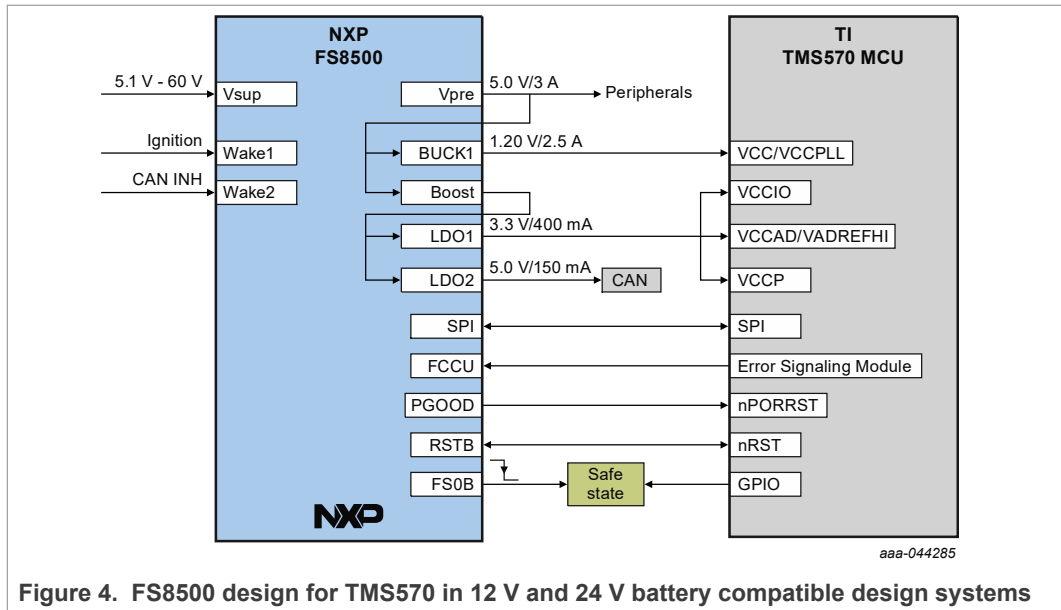 NXP
FS8500
TI
TMS570 MCU
5.1 V - 60 V
Vsup
Vpre
5.0 V/3 A
Peripherals
Ignition
Wake1
BUCK1
1.20 V/2.5 A
VCC/VCCPLL
CAN INH
Wake2
Boost
VCCIO
LDO1
3.3 V/400 mA
VCCAD/VADREFHI
LDO2
5.0 V/150 mA
CAN
VCCP
SPI
SPI
FCCU
Error Signaling Module
PGOOD
nPORRST
RSTB
nRST
FS0B
Safe
state
GPIO
NXP
aaa-044285
Figure 4. FS8500 design for TMS570 in 12 V and 24 V battery compatible design systems